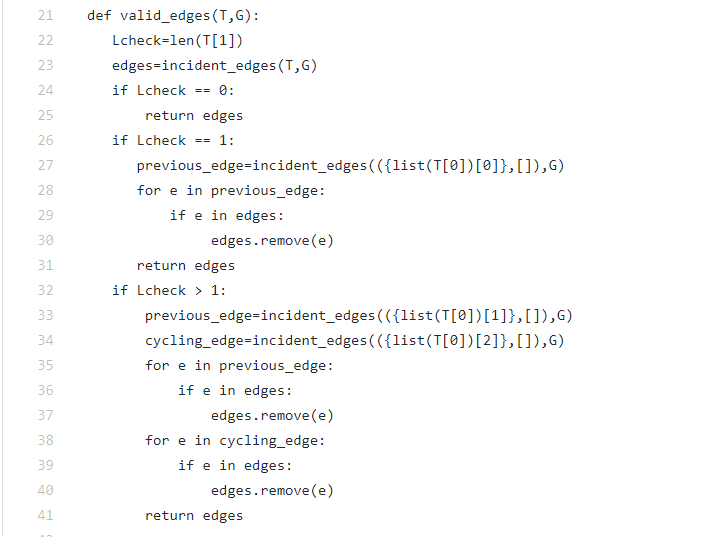 21 def valid_edges(T,G):
22 Lcheck=len(T[1])
23 edges=incident_edges(T,G)
24 if Lcheck == 0:
25 return edges
26 if Lcheck == 1:
27 previous_edge=incident_edges(({list(T[0])[0]},[]),G)
28 for e in previous_edge:
29 if e in edges:
30 edges.remove(e)
31 return edges
32 if Lcheck > 1:
33 previous_edge=incident_edges(({list(T[0])[1]},[]),G)
34 cycling_edge=incident_edges(({list(T[0])[2]},[]),G)
35 for e in previous_edge:
36 if e in edges:
37 edges.remove(e)
38 for e in cycling_edge:
39 if e in edges:
40 edges.remove(e)
41 return edges